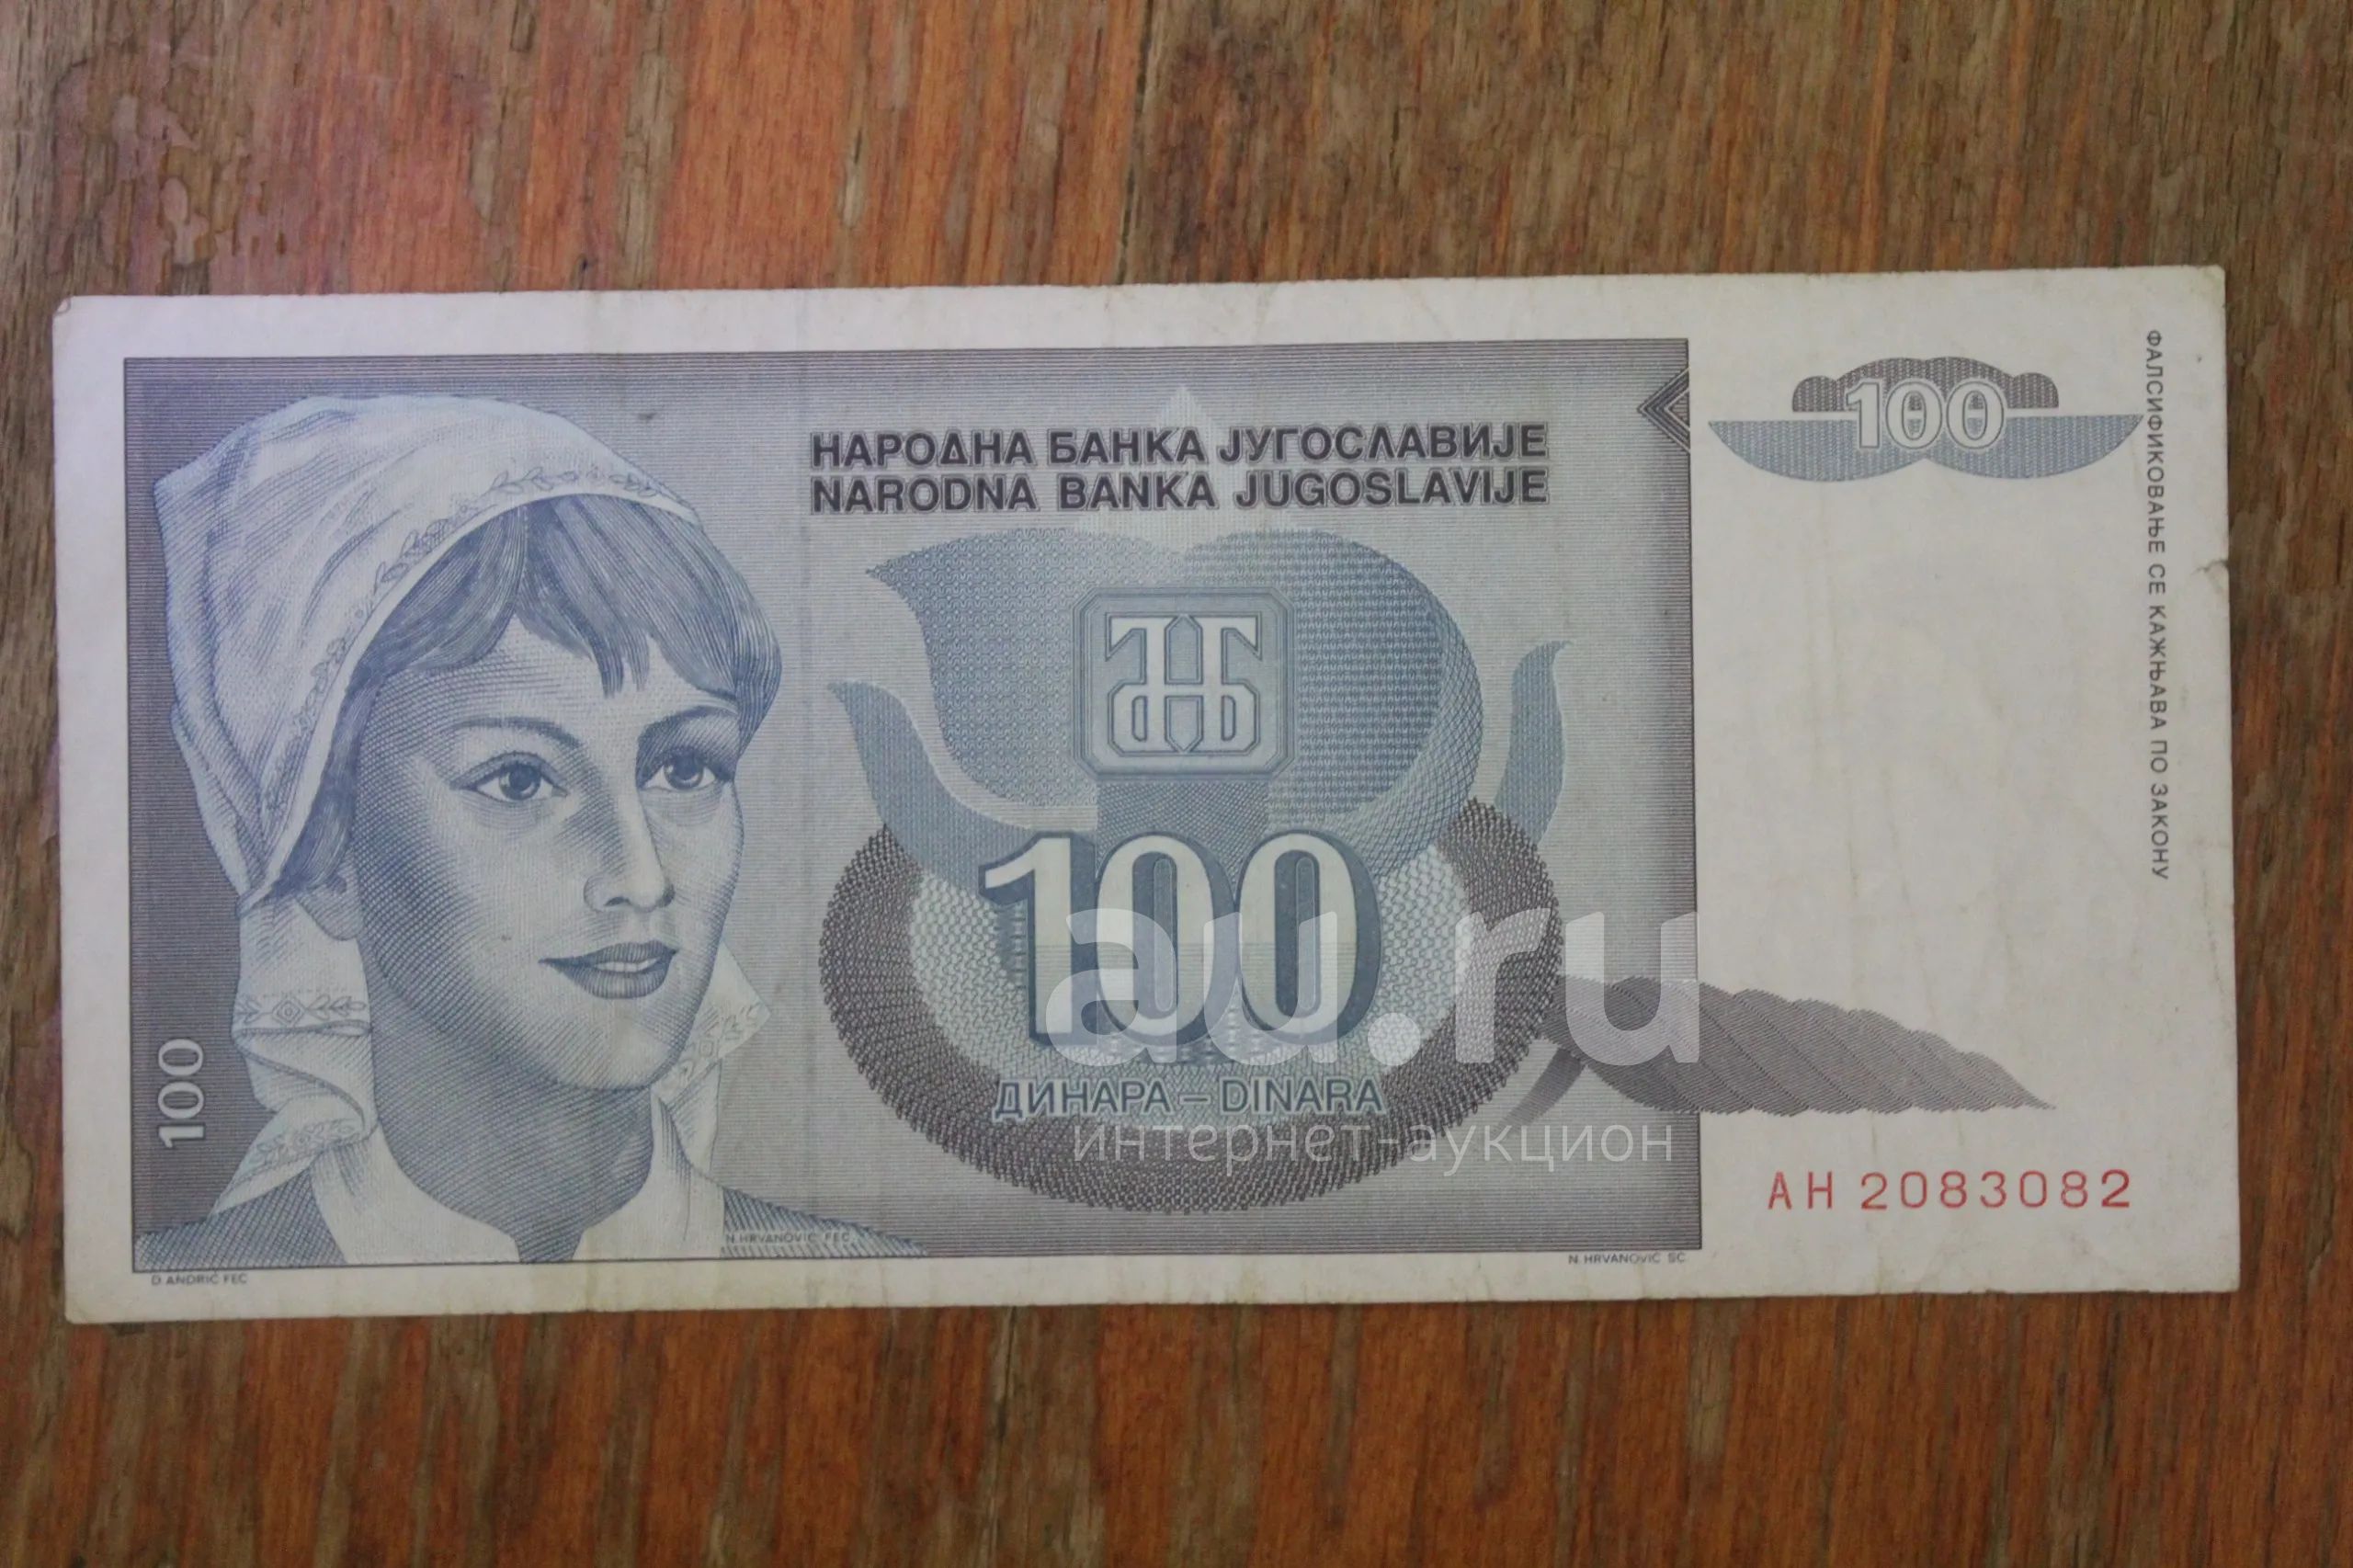 НАРОДНА БАНКА ЈУГОСЛАВИЈЕ
NARODNA BANKA JUGOSLAVIJE
100
ФАЛСИФИКОВАЊЕ СЕ КАЖЊАВА ПО ЗАКОНУ
100
au.ru
ДИНАРА – DINARA
интернет-аукцион
100
АН 2083082
N. HRVANOVIĆ FEC.
D. ANDRIĆ FEC.
N. HRVANOVIĆ SC.